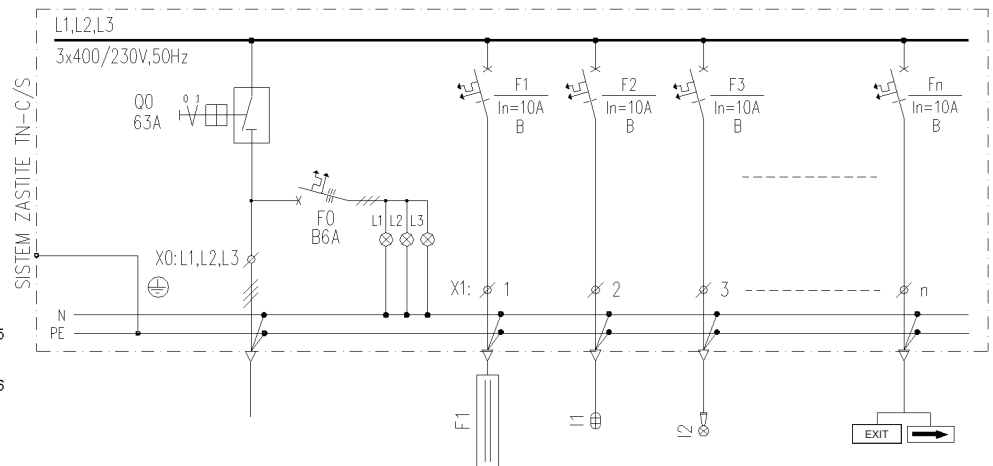 L1,L2,L3
3x400/230V,50Hz
SISTEM ZASTITE TN-C/S
Q0
63A
0 1
F1
In=10A
B
F2
In=10A
B
F3
In=10A
B
Fn
In=10A
B
F0
B6A
L1 L2 L3
X0:L1,L2,L3
X1: 1 2 3 n
N
PE
5
6
F1
I1
I2
EXIT